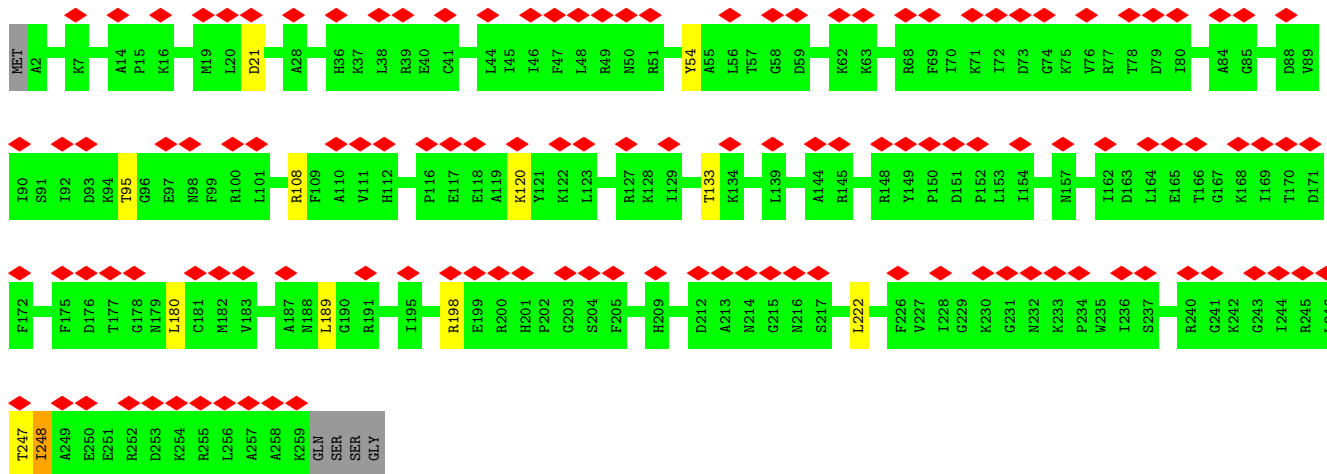 MET A2 K7 A14 P15 K16 M19 L20 D21 A28 H36 K37 L38 R39 E40 C41 L44 I45 I46 F47 L48 R49 N50 R51 Y54 A55 L56 T57 G58 D59 K62 K63 R68 F69 I70 K71 I72 D73 G74 K75 V76 R77 T78 D79 I80 A84 G85 D88 V89
I90 S91 I92 D93 K94 T95 G96 E97 N98 F99 R100 L101 R108 F109 A110 V111 H112 P116 E117 E118 A119 K120 Y121 K122 L123 R127 K128 I129 T133 K134 L139 A144 R145 R148 Y149 P150 D151 P152 L153 I154 N157 I162 D163 L164 E165 T166 G167 K168 I169 T170 D171
F172 F175 D176 T177 G178 N179 L180 C181 M182 V183 A187 N188 L189 G190 R191 I195 R198 E199 R200 H201 P202 G203 S204 F205 H209 D212 A213 N214 G215 N216 S217 L222 F226 V227 I228 G229 K230 G231 N232 K233 P234 W235 I236 S237 R240 G241 K242 G243 I244 R245
T247 I248 A249 E250 E251 R252 D253 K254 R255 L256 A257 A258 K259 GLN SER SER GLY